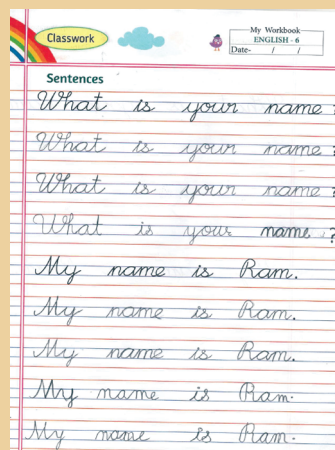 Classwork
My Workbook
ENGLISH - 6
Date- / /
Sentences
What is your name ?
What is your name ?
What is your name ?
What is your name ?
My name is Ram.
My name is Ram.
My name is Ram.
My name is Ram.
My name is Ram.